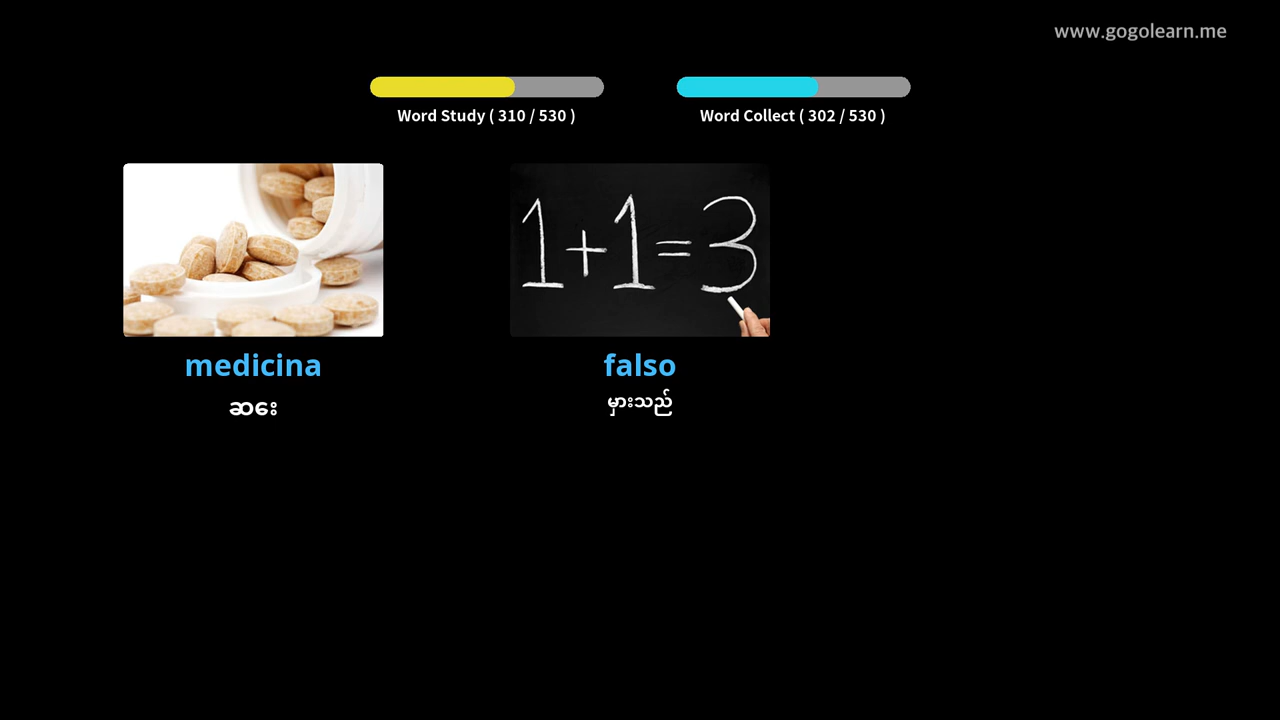 www.gogolearn.me
Word Study ( 310 / 530 )
Word Collect ( 302 / 530 )
1+1=3
medicina
falso
ဆေး
မှားသည်